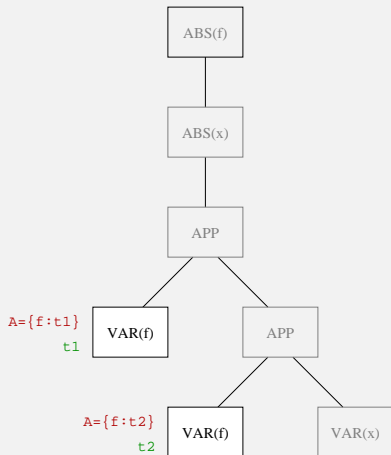 ABS(f)
ABS(x)
APP
A={f:t1}
t1
VAR(f)
APP
A={f:t2}
t2
VAR(f)
VAR(x)